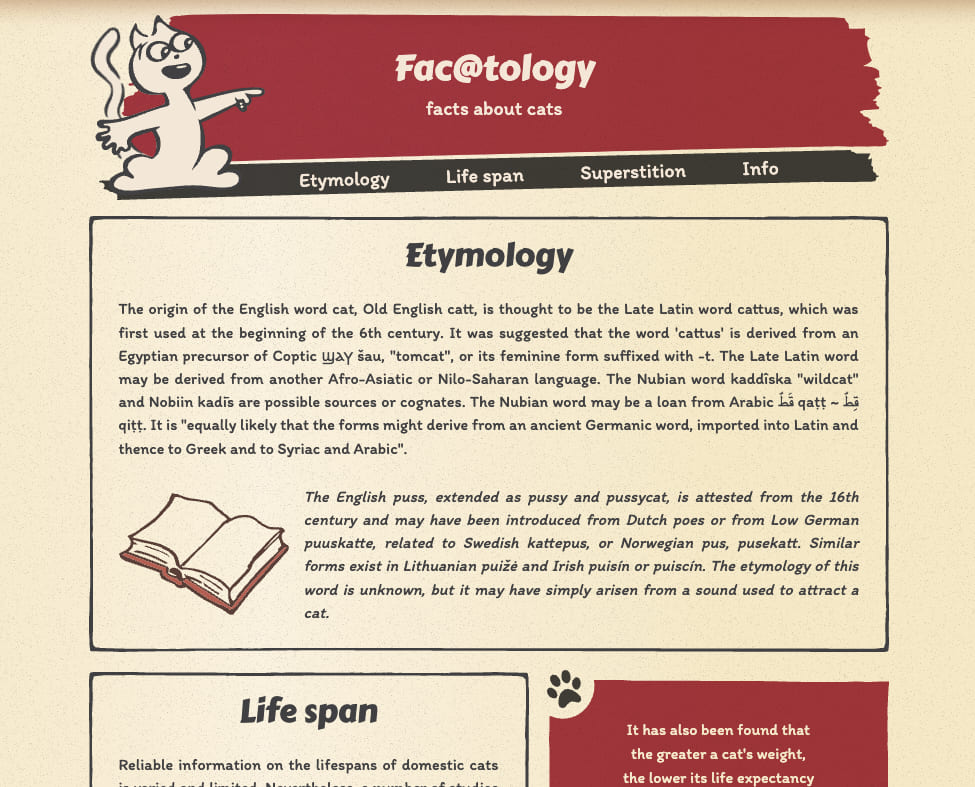 Fac@tology
facts about cats
Etymology
Life span
Superstition
Info
Etymology
The origin of the English word cat, Old English catt, is thought to be the Late Latin word cattus, which was
first used at the beginning of the 6th century. It was suggested that the word 'cattus' is derived from an
Egyptian precursor of Coptic ϣⲁⲩ šau, "tomcat", or its feminine form suffixed with -t. The Late Latin word
may be derived from another Afro-Asiatic or Nilo-Saharan language. The Nubian word kaddîska "wildcat"
and Nobiin kadīs are possible sources or cognates. The Nubian word may be a loan from Arabic قَطّ qaṭṭ ~ قِطّ
qiṭṭ. It is "equally likely that the forms might derive from an ancient Germanic word, imported into Latin and
thence to Greek and to Syriac and Arabic".
The English puss, extended as pussy and pussycat, is attested from the 16th
century and may have been introduced from Dutch poes or from Low German
puuskatte, related to Swedish kattepus, or Norwegian pus, pusekatt. Similar
forms exist in Lithuanian puižė and Irish puisín or puiscín. The etymology of this
word is unknown, but it may have simply arisen from a sound used to attract a
cat.
Life span
Reliable information on the lifespans of domestic cats
is varied and limited. Nevertheless, a number of studies
It has also been found that
the greater a cat's weight,
the lower its life expectancy